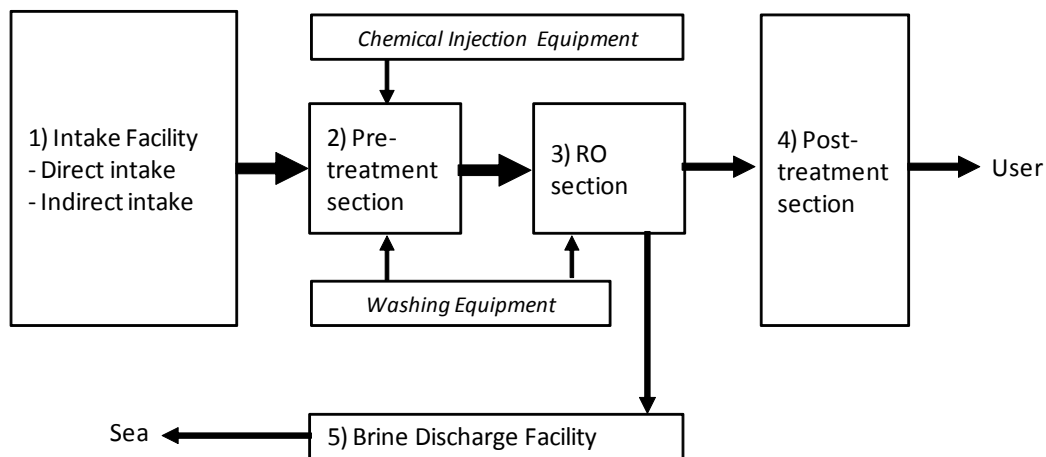 Chemical Injection Equipment
1) Intake Facility
- Direct intake
- Indirect intake
2) Pre-
treatment
section
3) RO
section
4) Post-
treatment
section
User
Washing Equipment
Sea
5) Brine Discharge Facility